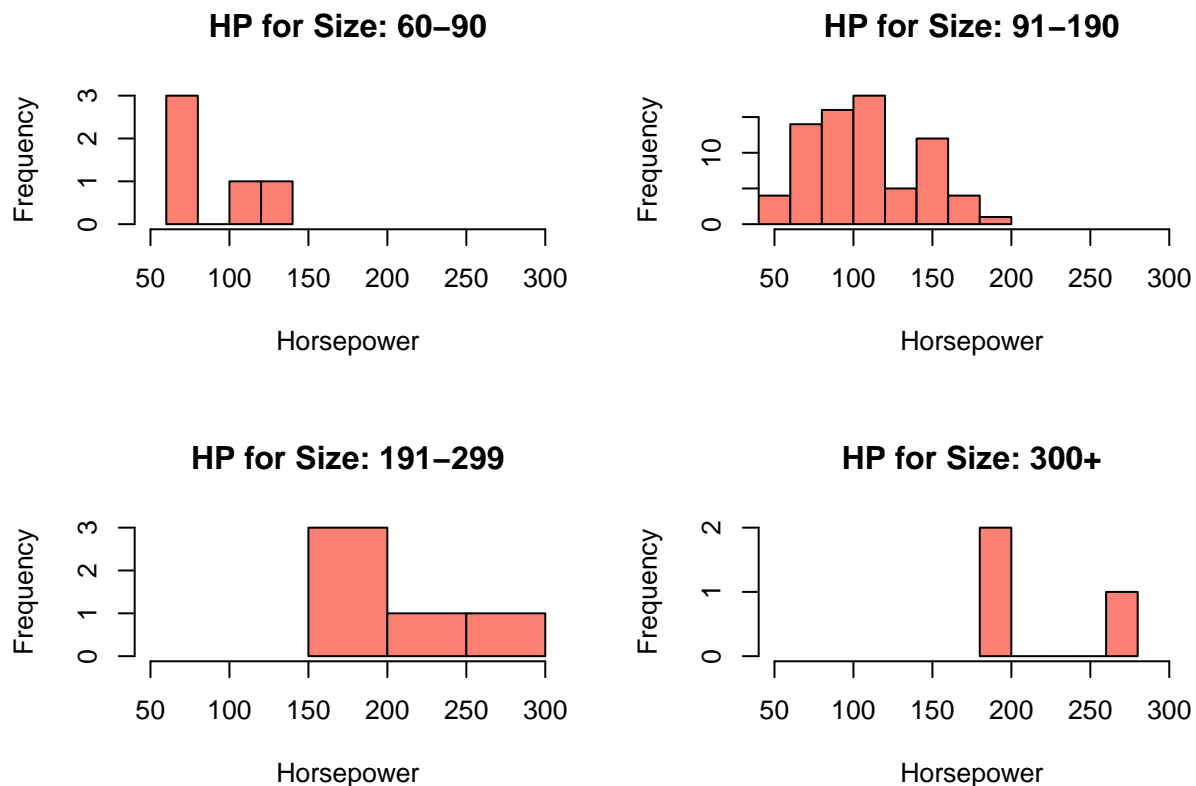 HP for Size: 60−90
Frequency
0 1 2 3
50 100 150 200 250 300
Horsepower
HP for Size: 91−190
Frequency
0 10
50 100 150 200 250 300
Horsepower
HP for Size: 191−299
Frequency
0 1 2 3
50 100 150 200 250 300
Horsepower
HP for Size: 300+
Frequency
0 1 2
50 100 150 200 250 300
Horsepower